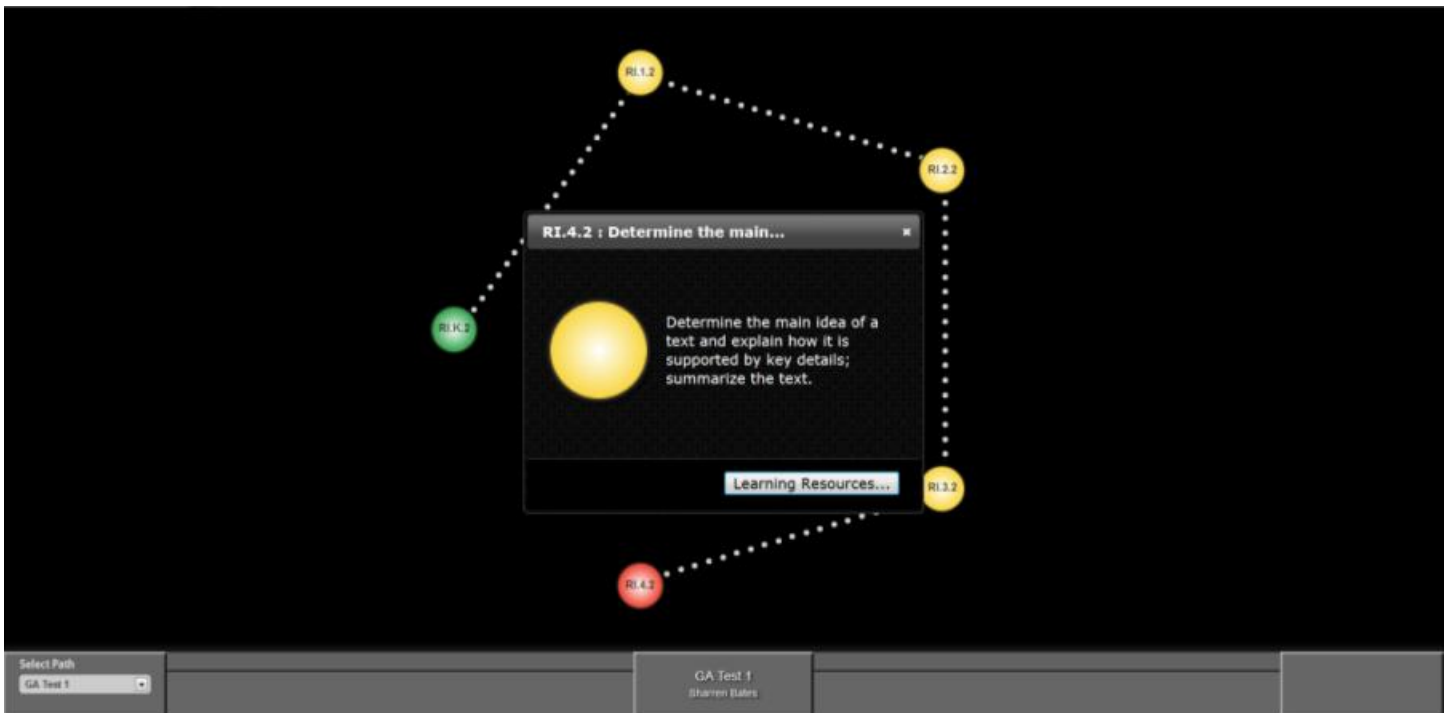 RI.1.2
RI.2.2
RI.4.2 : Determine the main...
RI.K.2
Determine the main idea of a
text and explain how it is
supported by key details;
summarize the text.
Learning Resources...
RI.3.2
RI.4.2
Select Path
GA Test 1
GA Test 1
Sharren Bates